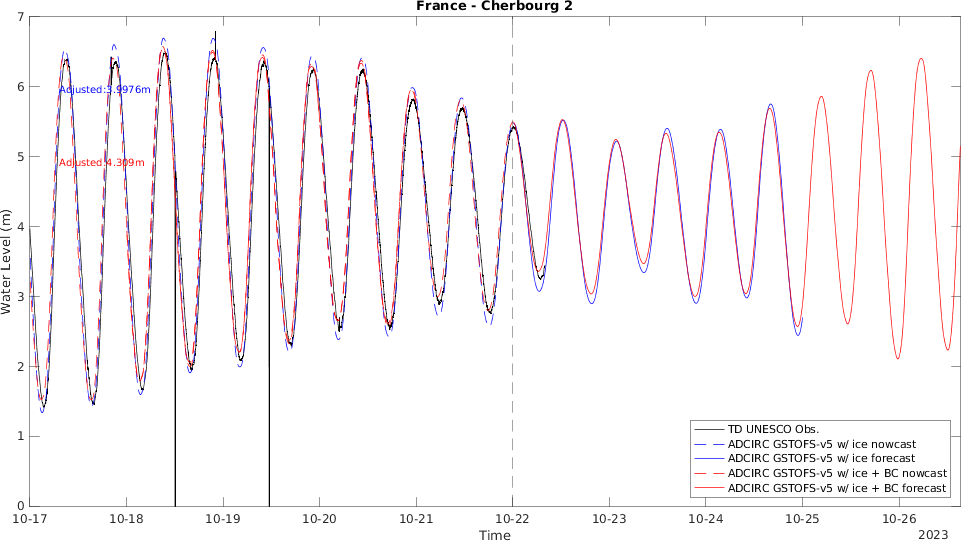 France - Cherbourg 2
7
6
5
4
3
2
1
0
Water Level (m)
Adjusted:3.9976m
Adjusted:4.309m
TD UNESCO Obs.
ADCIRC GSTOFS-v5 w/ ice nowcast
ADCIRC GSTOFS-v5 w/ ice forecast
ADCIRC GSTOFS-v5 w/ ice + BC nowcast
ADCIRC GSTOFS-v5 w/ ice + BC forecast
10-17 10-18 10-19 10-20 10-21 10-22 10-23 10-24 10-25 10-26
Time
2023